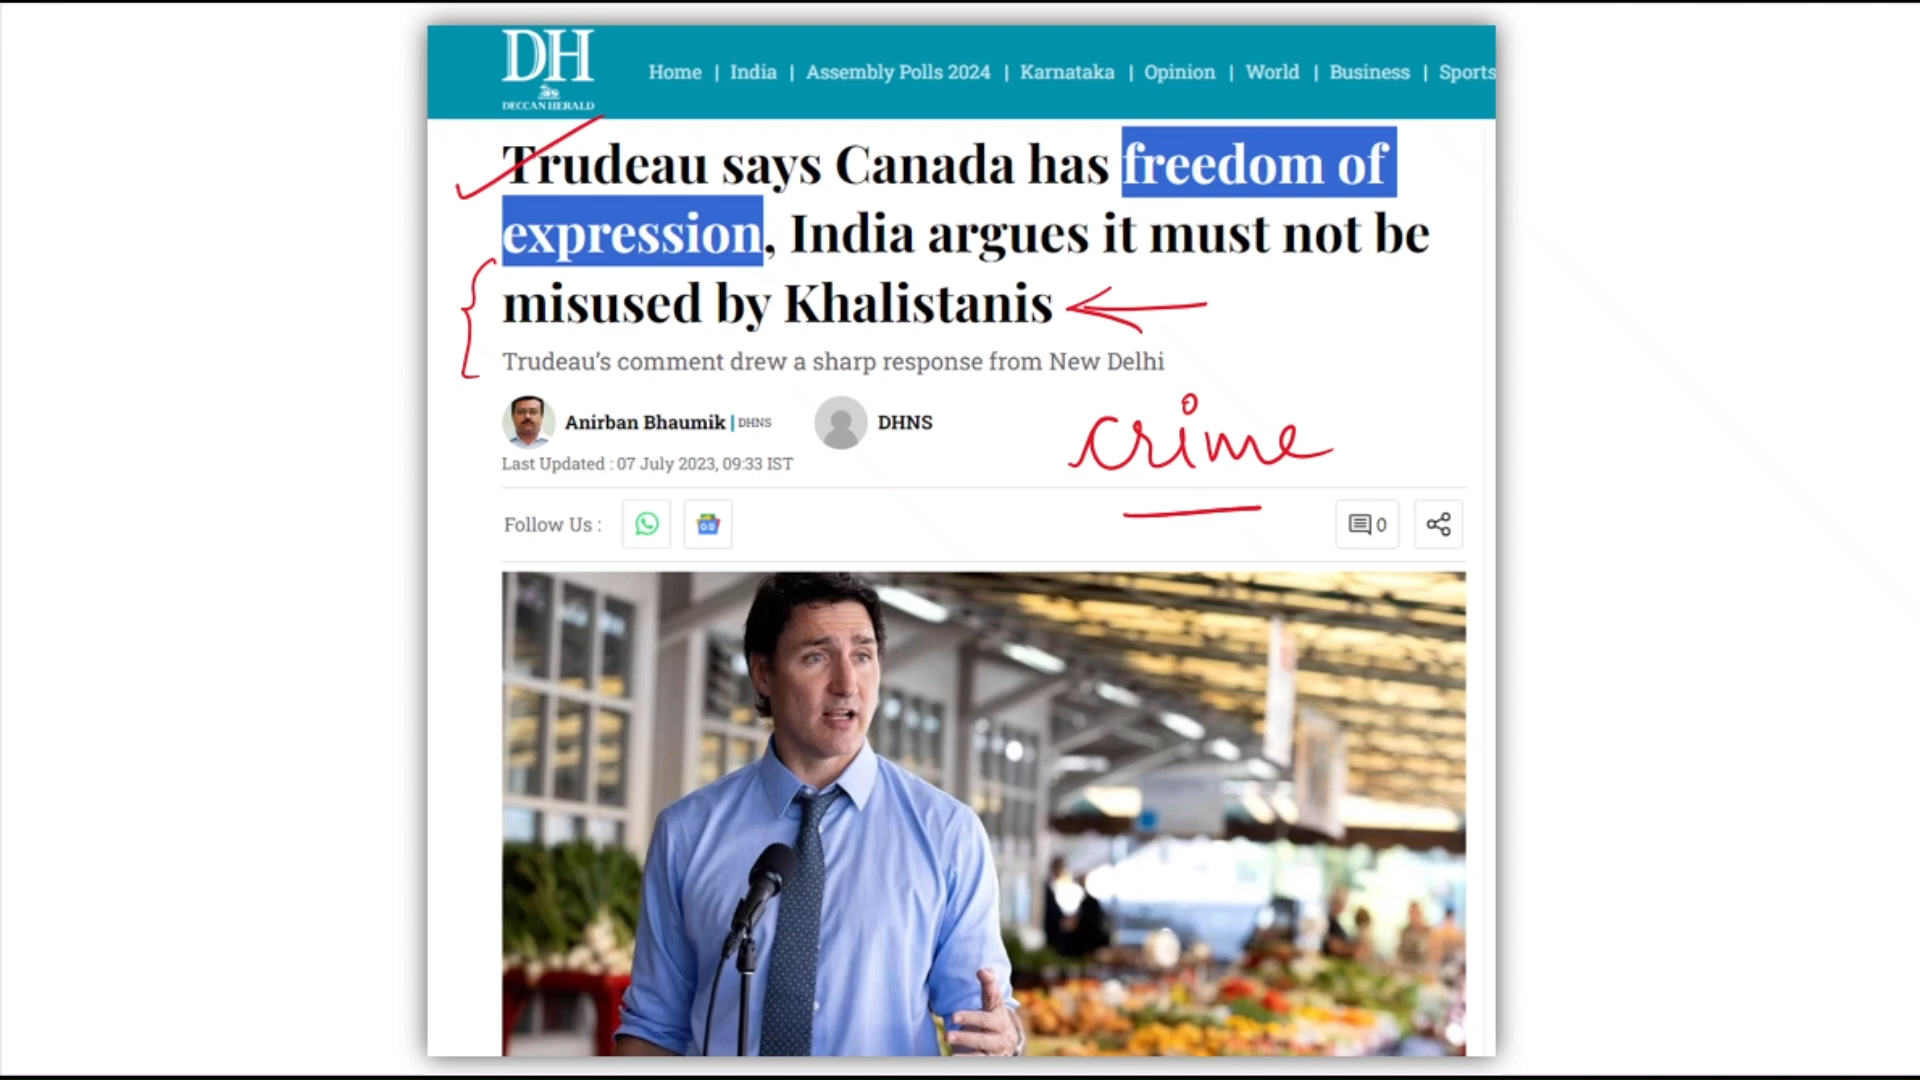 DH
DECCAN HERALD
Home | India | Assembly Polls 2024 | Karnataka | Opinion | World | Business | Sports
Trudeau says Canada has freedom of
expression, India argues it must not be
misused by Khalistanis
Trudeau's comment drew a sharp response from New Delhi
Anirban Bhaumik | DHNS DHNS
Last Updated : 07 July 2023, 09:33 IST
crime
Follow Us : 0